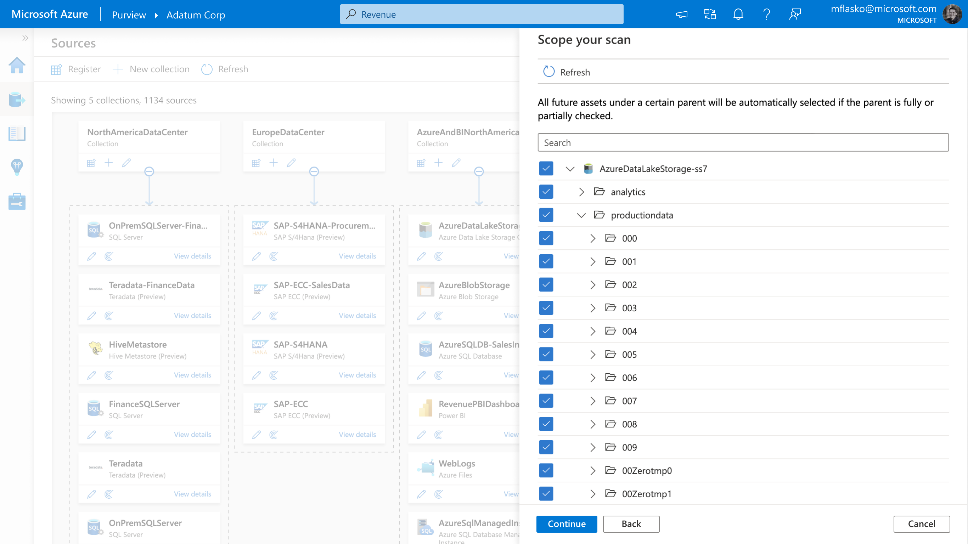 Microsoft Azure
Purview
Adatum Corp
Revenue
mflasko@microsoft.com
MICROSOFT
Sources
Register
New collection
Refresh
Showing 5 collections, 1134 sources
NorthAmericaDataCenter
Collection
OnPremSQLServer-Fina...
SQL Server
View details
Teradata-FinanceData
Teradata (Preview)
View details
HiveMetastore
Hive Metastore (Preview)
View details
FinanceSQLServer
SQL Server
View details
Teradata
Teradata (Preview)
View details
OnPremSQLServer
SQL Server
EuropeDataCenter
Collection
SAP-S4HANA-Procurem...
SAP S/4Hana (Preview)
View details
SAP-ECC-SalesData
SAP ECC (Preview)
View details
SAP-S4HANA
SAP S/4Hana (Preview)
View details
SAP-ECC
SAP ECC (Preview)
View details
AzureAndBINorthAmerica
Collection
AzureDataLakeStorag
Azure Data Lake Storage
View
AzureBlobStorage
Azure Blob Storage
View
AzureSQLDB-SalesIn
Azure SQL Database
View
RevenuePBIDashboa
Power BI
View
WebLogs
Azure Files
View
AzureSqlManagedIn
Azure SQL Database Man
Instance
Scope your scan
Refresh
All future assets under a certain parent will be automatically selected if the parent is fully or
partially checked.
Search
AzureDataLakeStorage-ss7
analytics
productiondata
000
001
002
003
004
005
006
007
008
009
00Zerotmp0
00Zerotmp1
Continue
Back
Cancel